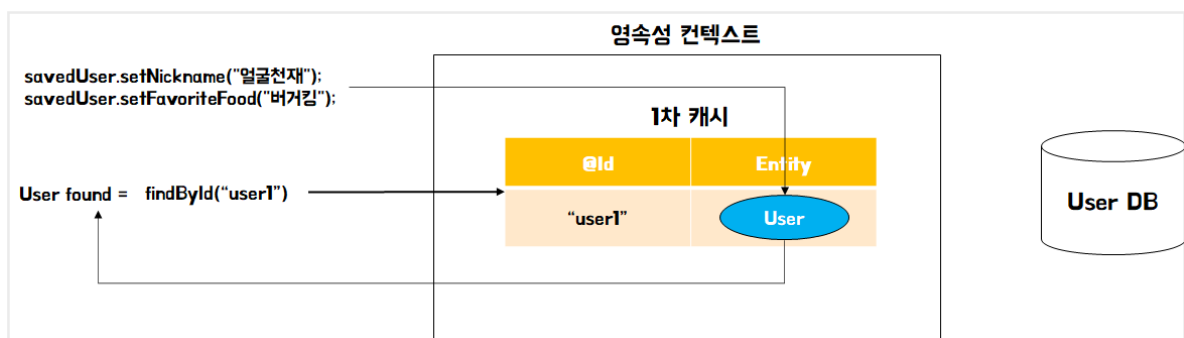 영속성 컨텍스트
savedUser.setNickname("얼굴천재");
savedUser.setFavoriteFood("버거킹");
1차 캐시
@Id Entity
User found = findById("user1")
"user1" User
User DB